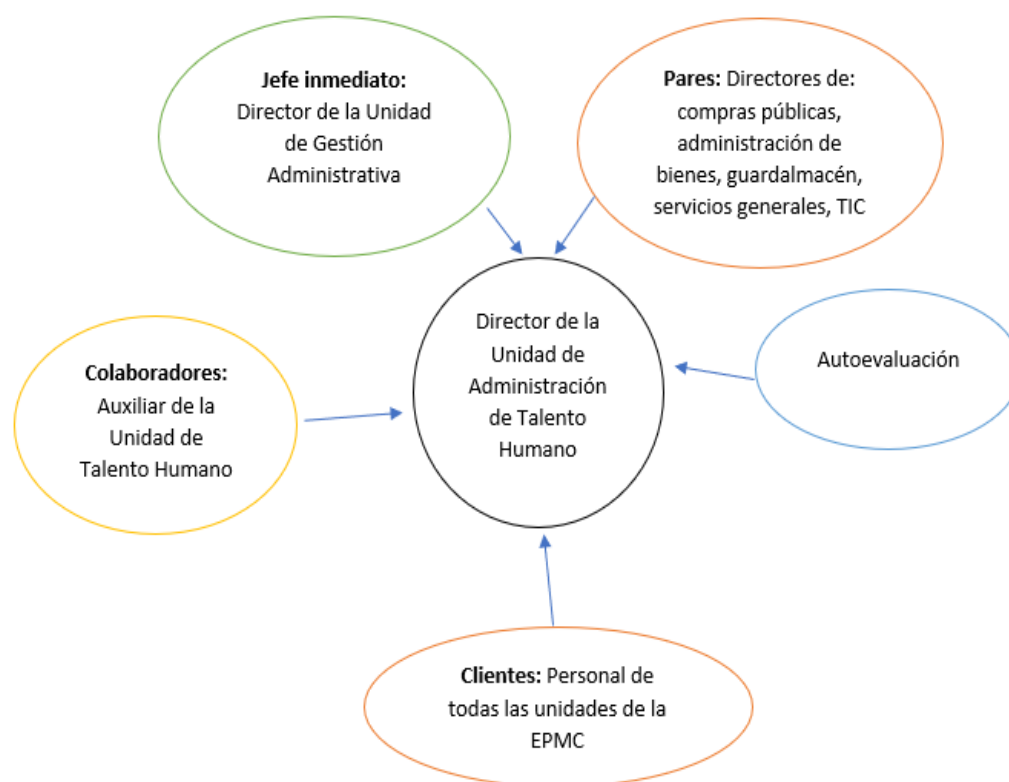 Jefe inmediato:
Director de la Unidad
de Gestión
Administrativa
Pares: Directores de:
compras públicas,
administración de
bienes, guardalmacén,
servicios generales, TIC
Director de la
Unidad de
Administración
de Talento
Humano
Autoevaluación
Colaboradores:
Auxiliar de la
Unidad de
Talento Humano
Clientes: Personal de
todas las unidades de la
EPMC